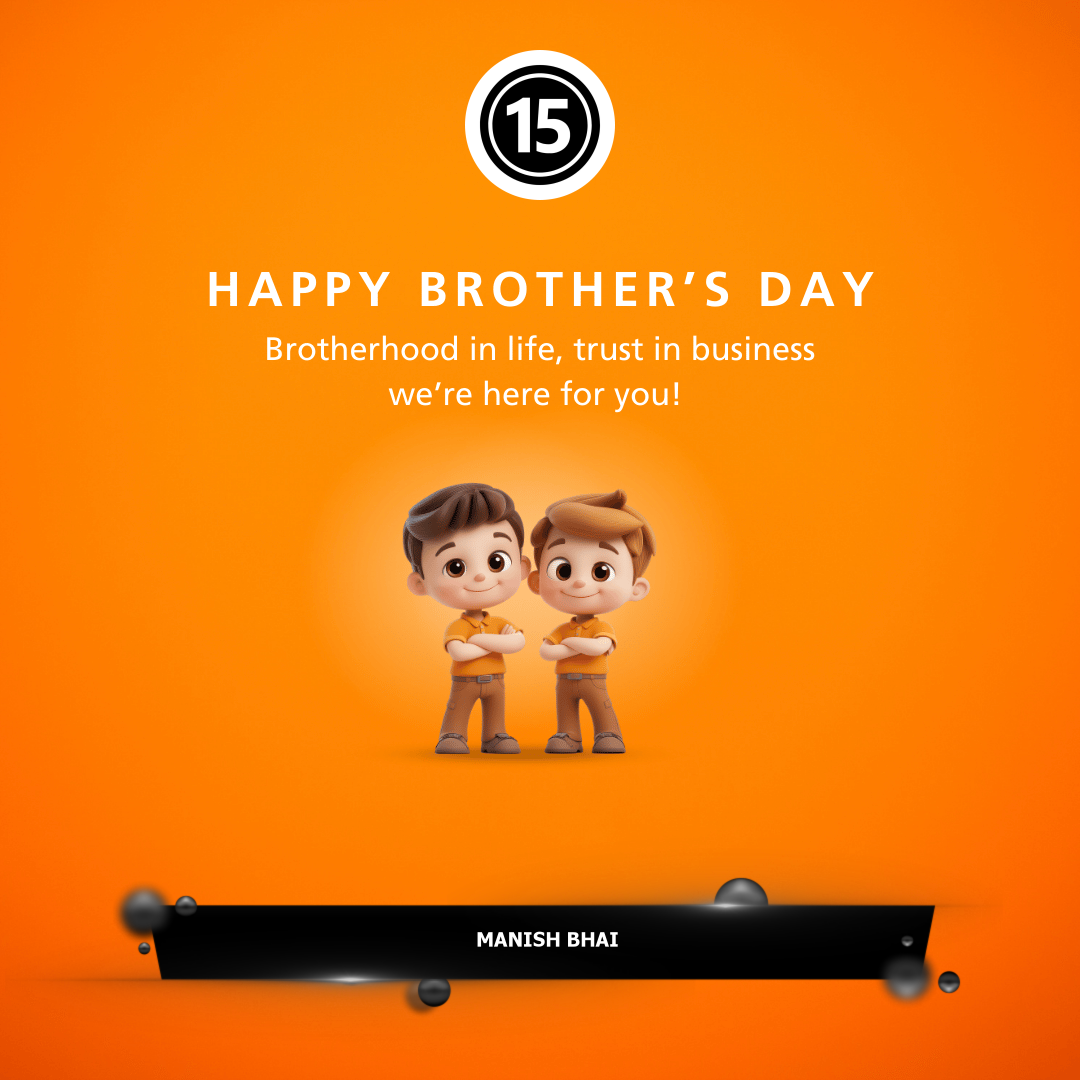 15
HAPPY BROTHER’S DAY
Brotherhood in life, trust in business
we’re here for you!
MANISH BHAI